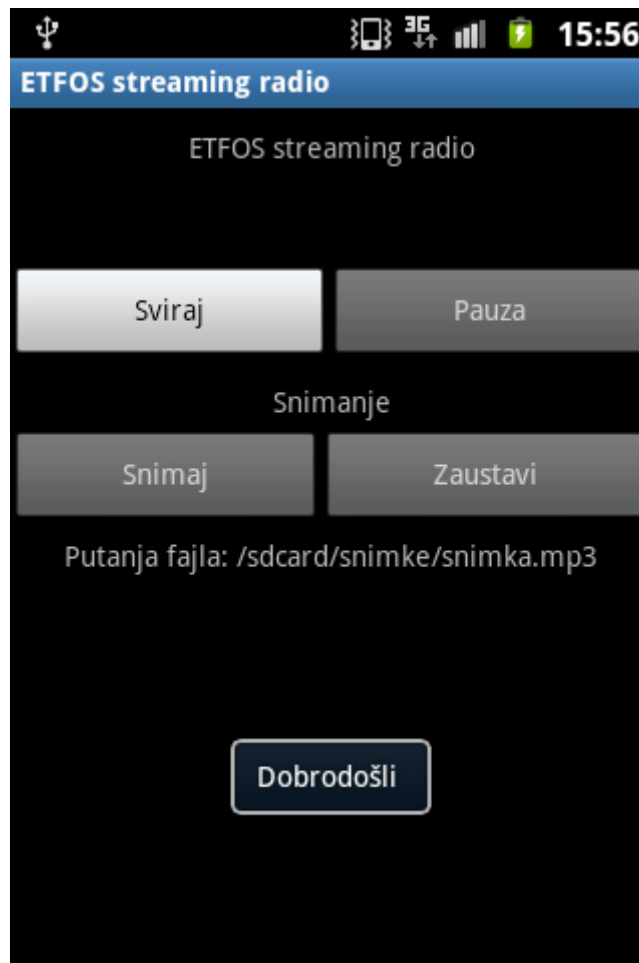 3G 15:56
ETFOS streaming radio
ETFOS streaming radio
Sviraj Pauza
Snimanje
Snimaj Zaustavi
Putanja fajla: /sdcard/snimke/snimka.mp3
Dobrodošli